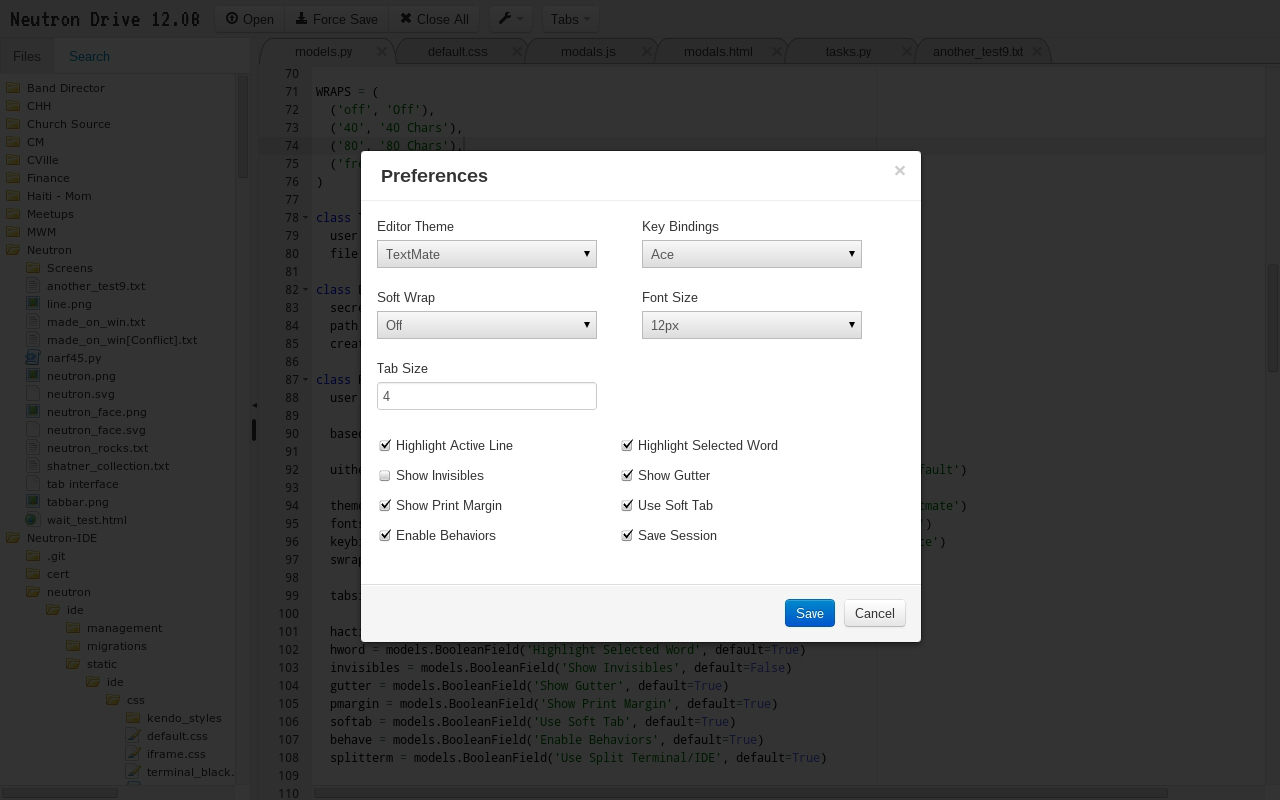 Neutron Drive 12.08
Open
Force Save
Close All
Tabs
Files
Search
models.py
default.css
modals.js
modals.html
tasks.py
another_test9.txt
Band Director
CHH
Church Source
CM
CVille
Finance
Haiti - Mom
Meetups
MWM
Neutron
Screens
another_test9.txt
line.png
made_on_win.txt
made_on_win[Conflict].txt
narf45.py
neutron.png
neutron.svg
neutron_face.png
neutron_face.svg
neutron_rocks.txt
shatner_collection.txt
tab interface
tabbar.png
wait_test.html
Neutron-IDE
.git
cert
neutron
ide
management
migrations
static
ide
css
kendo_styles
default.css
iframe.css
terminal_black.
70
71 WRAPS = (
72 ('off', 'Off'),
73 ('40', '40 Chars'),
74 ('80', '80 Chars'),
75 ('fre
76 )
77
78 class
79 user
80 file
81
82 class
83 secre
84 path
85 creat
86
87 class
88 user
89
90 based
91
92 uithe fault')
93
94 theme mate')
95 fonts ')
96 keybi e')
97 swrap
98
99 tabsi
100
101 hact
102 hword = models.BooleanField('Highlight Selected Word', default=True)
103 invisibles = models.BooleanField('Show Invisibles', default=False)
104 gutter = models.BooleanField('Show Gutter', default=True)
105 pmargin = models.BooleanField('Show Print Margin', default=True)
106 softab = models.BooleanField('Use Soft Tab', default=True)
107 behave = models.BooleanField('Enable Behaviors', default=True)
108 splitterm = models.BooleanField('Use Split Terminal/IDE', default=True)
109
110
Preferences
×
Editor Theme
Key Bindings
TextMate
Ace
Soft Wrap
Font Size
Off
12px
Tab Size
4
Highlight Active Line
Highlight Selected Word
Show Invisibles
Show Gutter
Show Print Margin
Use Soft Tab
Enable Behaviors
Save Session
Save
Cancel